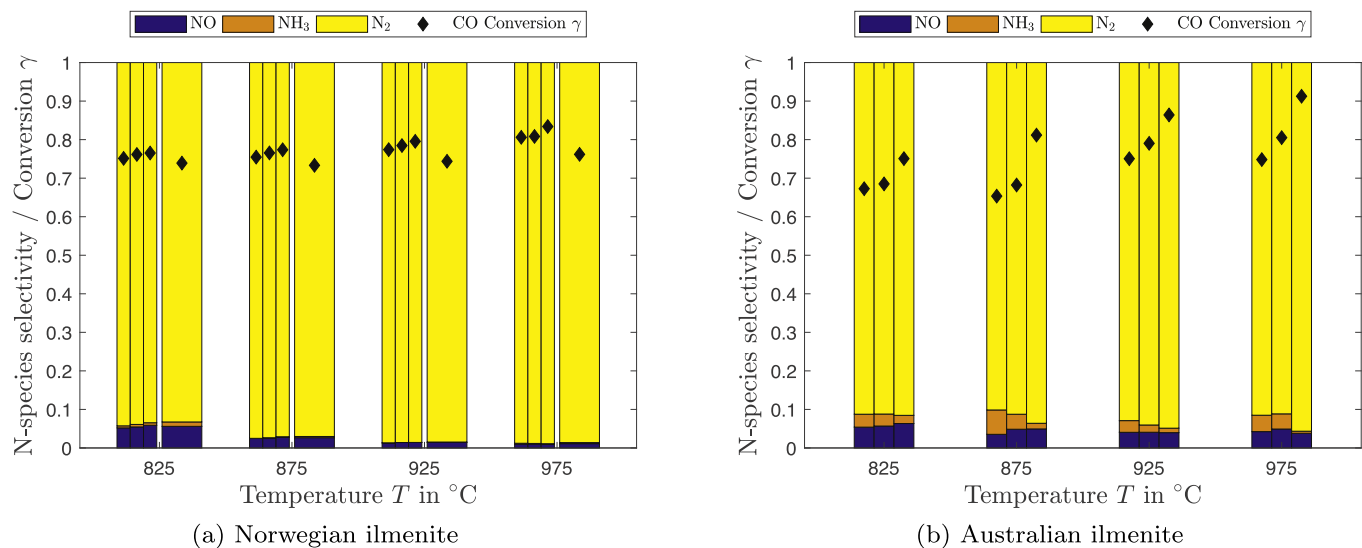 NO NH₃ N₂ CO Conversion γ
N-species selectivity / Conversion γ
1
0.9
0.8
0.7
0.6
0.5
0.4
0.3
0.2
0.1
0
825 875 925 975
Temperature T in °C
(a) Norwegian ilmenite
NO NH₃ N₂ CO Conversion γ
N-species selectivity / Conversion γ
1
0.9
0.8
0.7
0.6
0.5
0.4
0.3
0.2
0.1
0
825 875 925 975
Temperature T in °C
(b) Australian ilmenite